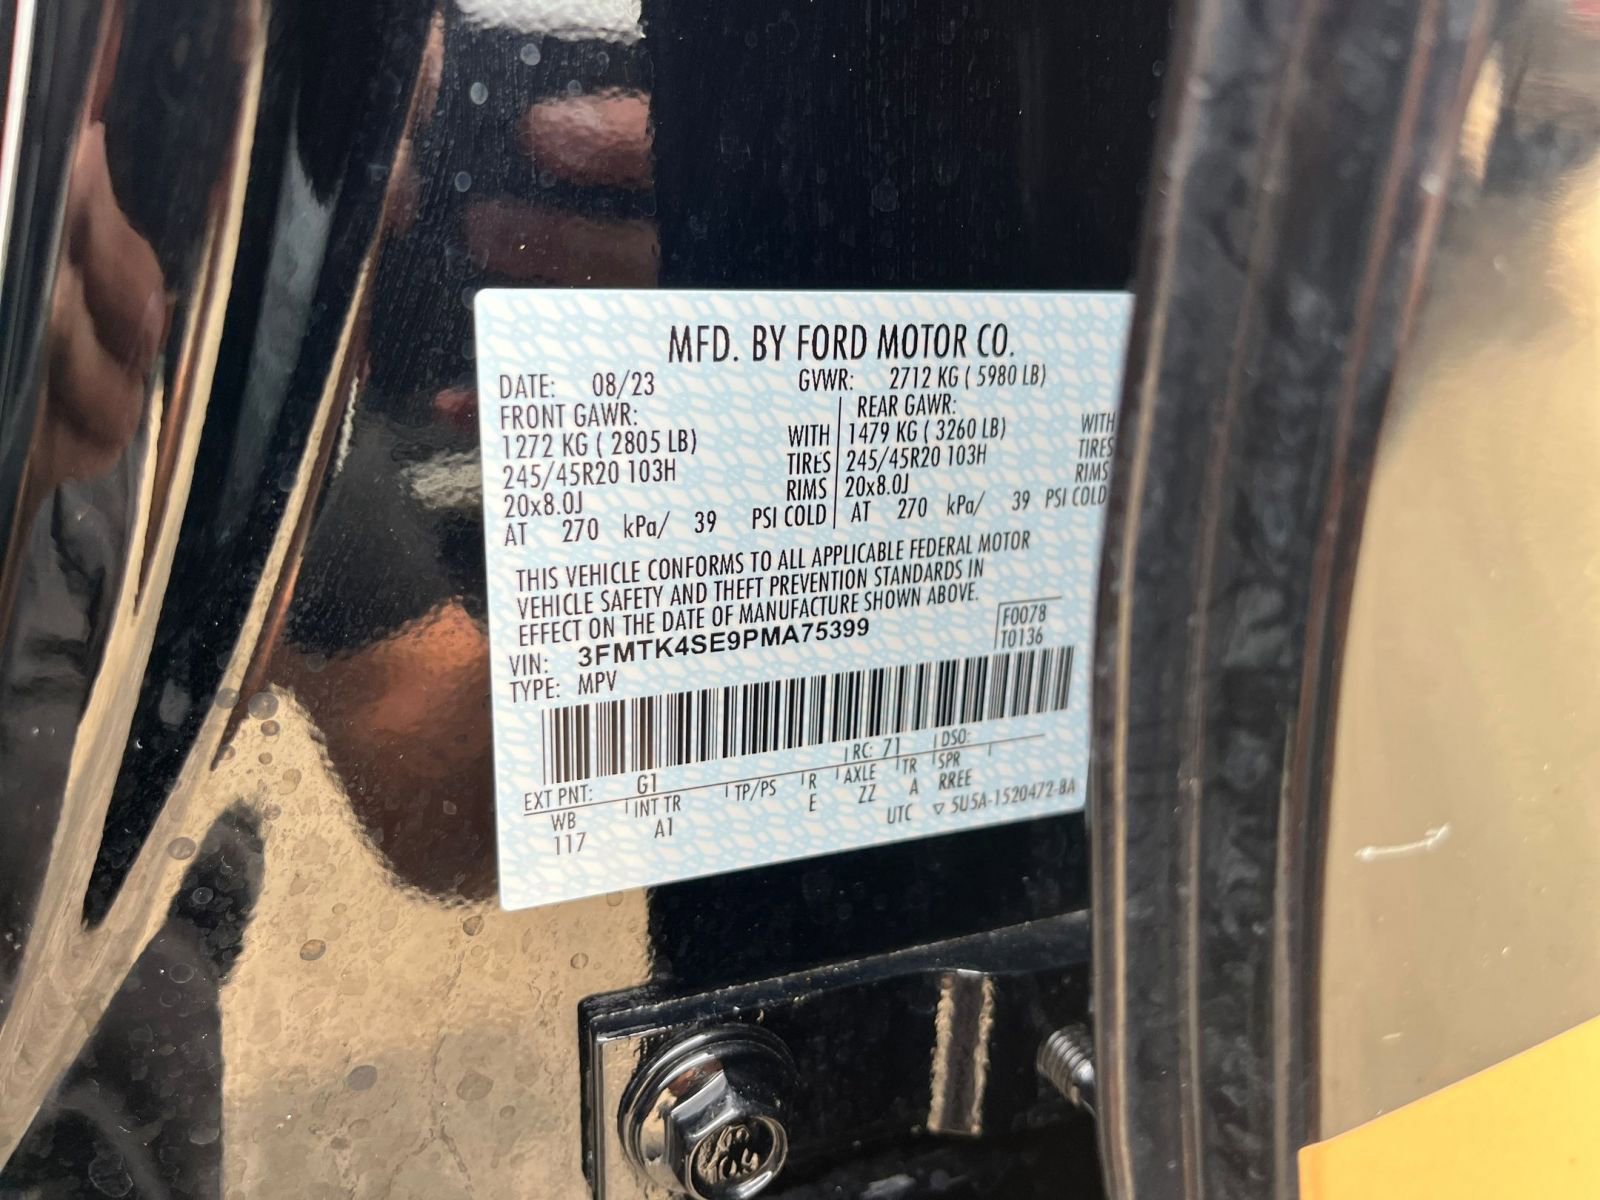 MFD. BY FORD MOTOR CO.
DATE: 08/23 GVWR: 2712 KG ( 5980 LB)
FRONT GAWR: REAR GAWR:
1272 KG ( 2805 LB) WITH 1479 KG ( 3260 LB) WITH
245/45R20 103H TIRES 245/45R20 103H TIRES
20x8.0J RIMS 20x8.0J RIMS
AT 270 kPa/ 39 PSI COLD AT 270 kPa/ 39 PSI COLD
THIS VEHICLE CONFORMS TO ALL APPLICABLE FEDERAL MOTOR
VEHICLE SAFETY AND THEFT PREVENTION STANDARDS IN
EFFECT ON THE DATE OF MANUFACTURE SHOWN ABOVE.
F0078
VIN: 3FMTK4SE9PMA75399 T0136
TYPE: MPV
EXT PNT: G1 RC: 71 DSO:
WB INT TR TP/PS R AXLE TR SPR
117 A1 E ZZ A RREE
UTC ▽ 5U5A-1520472-BA